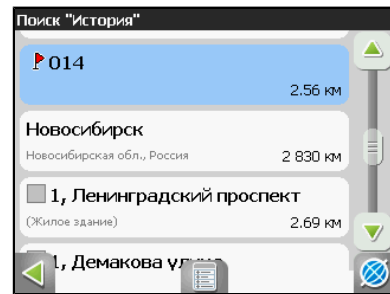 Поиск "История"
014
2.56 км
Новосибирск
Новосибирская обл., Россия
2 830 км
1, Ленинградский проспект
(Жилое здание)
2.69 км
1, Демакова улица